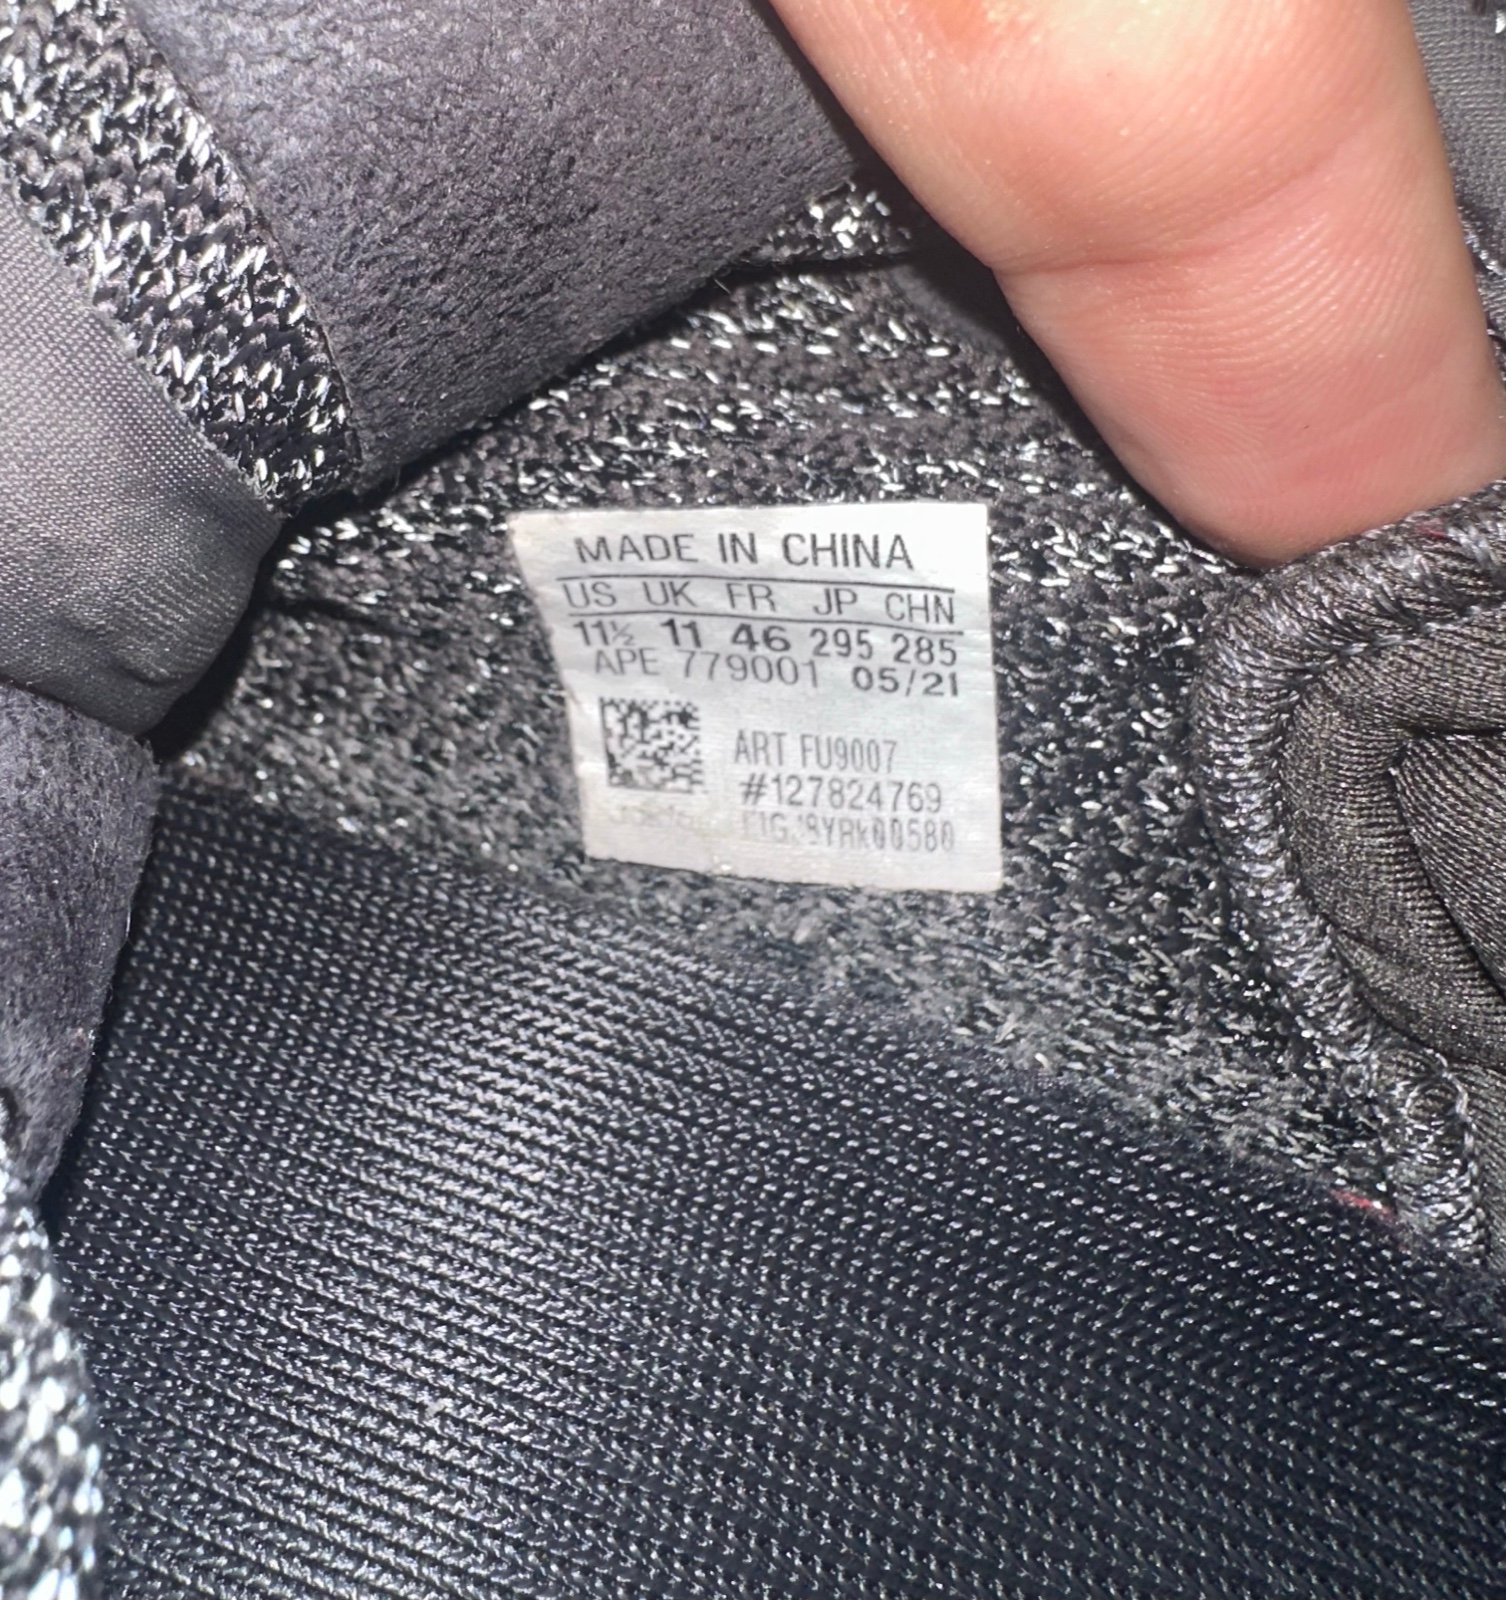 MADE IN CHINA
US UK FR JP CHN
11½ 11 46 295 285
APE 779001 05/21
ART FU9007
#127824769